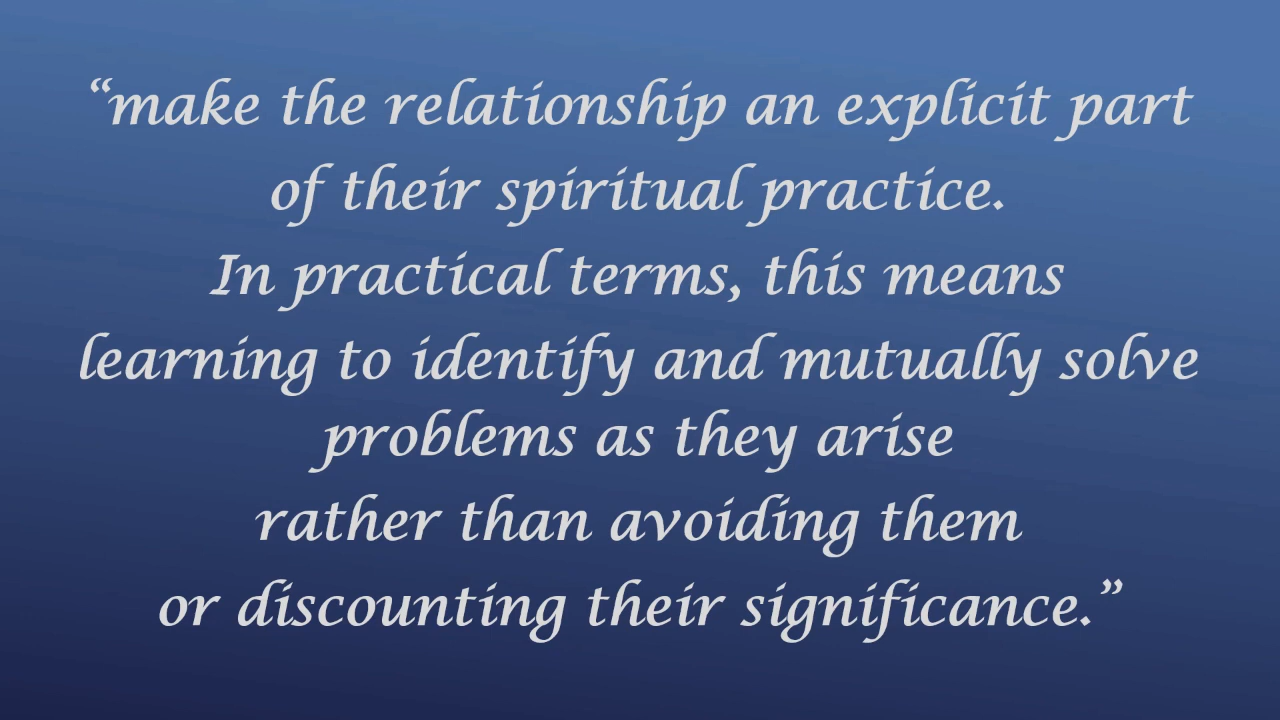 “make the relationship an explicit part
of their spiritual practice.
In practical terms, this means
learning to identify and mutually solve
problems as they arise
rather than avoiding them
or discounting their significance.”